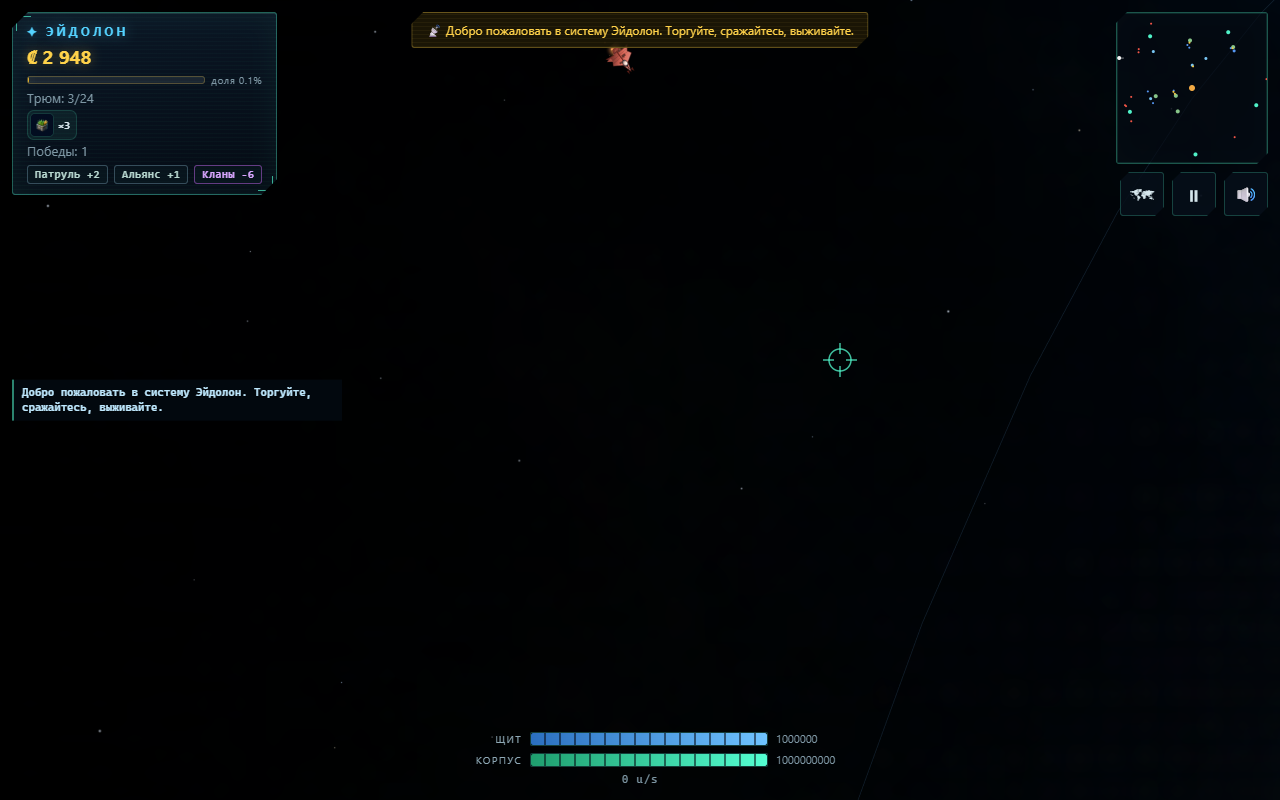 ЭЙДОЛОН
₡ 2 948
доля 0.1%
Трюм: 3/24
×3
Победы: 1
Патруль +2
Альянс +1
Кланы -6
Добро пожаловать в систему Эйдолон. Торгуйте, сражайтесь, выживайте.
Добро пожаловать в систему Эйдолон. Торгуйте,
сражайтесь, выживайте.
ЩИТ 1000000
КОРПУС 1000000000
0 u/s